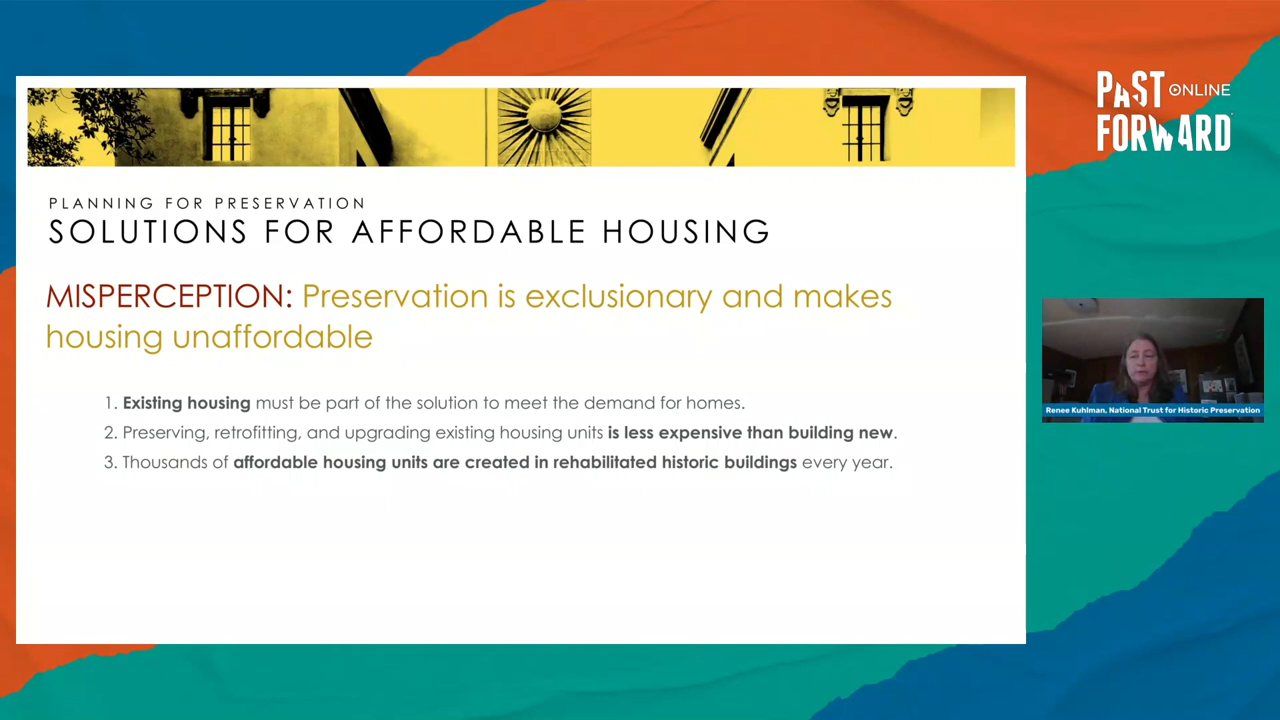 PAST ONLINE
FORWARD
PLANNING FOR PRESERVATION
SOLUTIONS FOR AFFORDABLE HOUSING
MISPERCEPTION: Preservation is exclusionary and makes
housing unaffordable
1. Existing housing must be part of the solution to meet the demand for homes.
2. Preserving, retrofitting, and upgrading existing housing units is less expensive than building new.
3. Thousands of affordable housing units are created in rehabilitated historic buildings every year.
Renee Kuhlman, National Trust for Historic Preservation